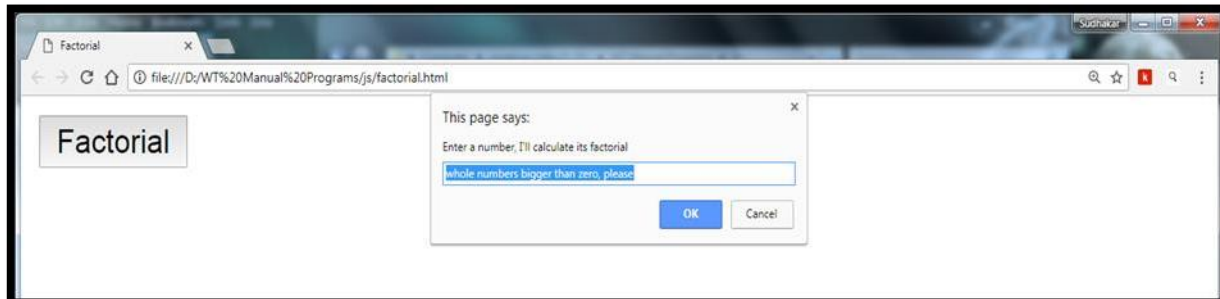 Sudhakar
Factorial
file:///D:/WT%20Manual%20Programs/js/factorial.html
Factorial
This page says:
Enter a number, I'll calculate its factorial
whole numbers bigger than zero, please
OK Cancel